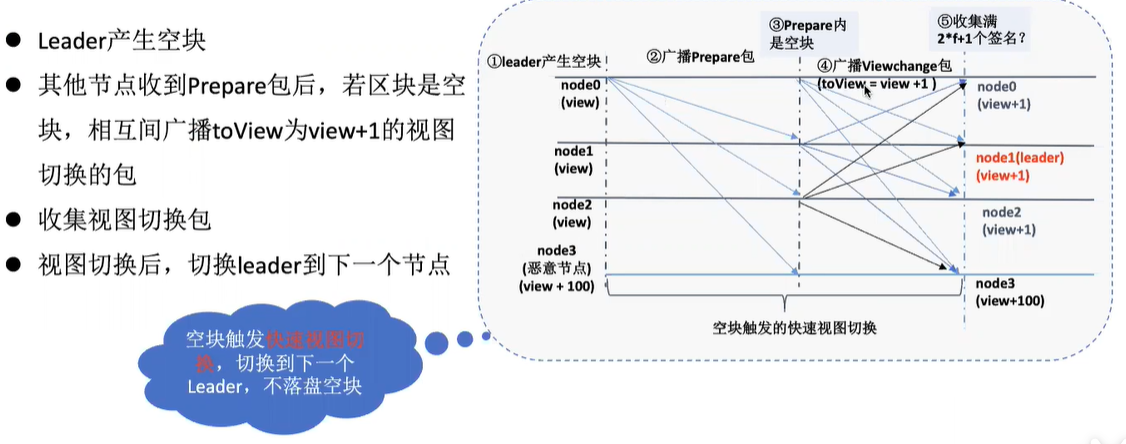 ● Leader产生空块
● 其他节点收到Prepare包后，若区块是空
块，相互间广播toView为view+1的视图
切换的包
● 收集视图切换包
● 视图切换后，切换leader到下一个节点
空块触发快速视图切
换，切换到下一个
Leader，不落盘空块
①leader产生空块
②广播Prepare包
③Prepare内
是空块
④广播Viewchange包
(toView = view +1 )
⑤收集满
2*f+1个签名？
node0
(view)
node1
(view)
node2
(view)
node3
(恶意节点)
(view + 100)
node0
(view+1)
node1(leader)
(view+1)
node2
(view+1)
node3
(view+100)
空块触发的快速视图切换